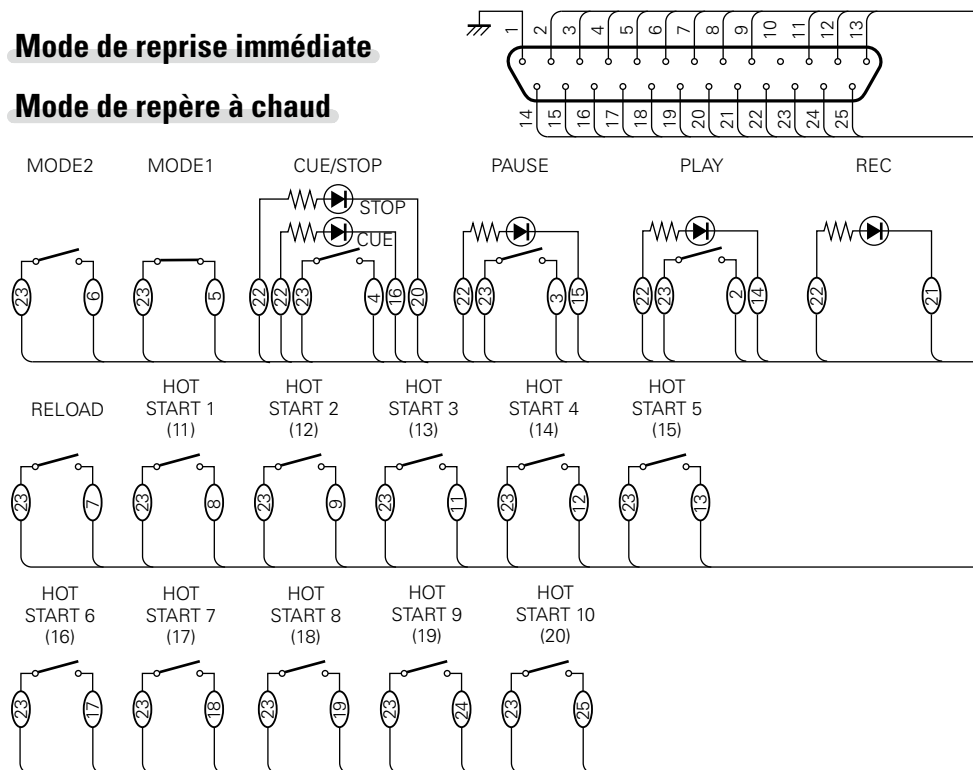 Mode de reprise immédiate
Mode de repère à chaud
1 2 3 4 5 6 7 8 9 10 11 12 13
14 15 16 17 18 19 20 21 22 23 24 25
MODE2 MODE1 CUE/STOP PAUSE PLAY REC
STOP
CUE
23 6 23 5 22 22 23 4 16 20 22 23 3 15 22 23 2 14 22 21
RELOAD HOT START 1 (11) HOT START 2 (12) HOT START 3 (13) HOT START 4 (14) HOT START 5 (15)
23 7 23 8 23 9 23 11 23 12 23 13
HOT START 6 (16) HOT START 7 (17) HOT START 8 (18) HOT START 9 (19) HOT START 10 (20)
23 17 23 18 23 19 23 24 23 25